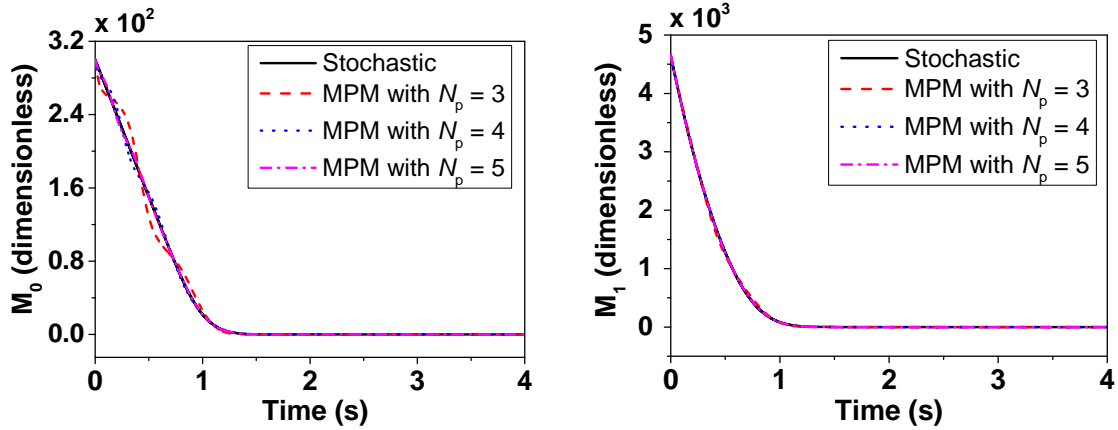 x 10²
M₀ (dimensionless)
3.2
2.4
1.6
0.8
0.0
Stochastic
MPM with Nₚ = 3
MPM with Nₚ = 4
MPM with Nₚ = 5
0 1 2 3 4
Time (s)
x 10³
M₁ (dimensionless)
5
4
3
2
1
0
Stochastic
MPM with Nₚ = 3
MPM with Nₚ = 4
MPM with Nₚ = 5
0 1 2 3 4
Time (s)